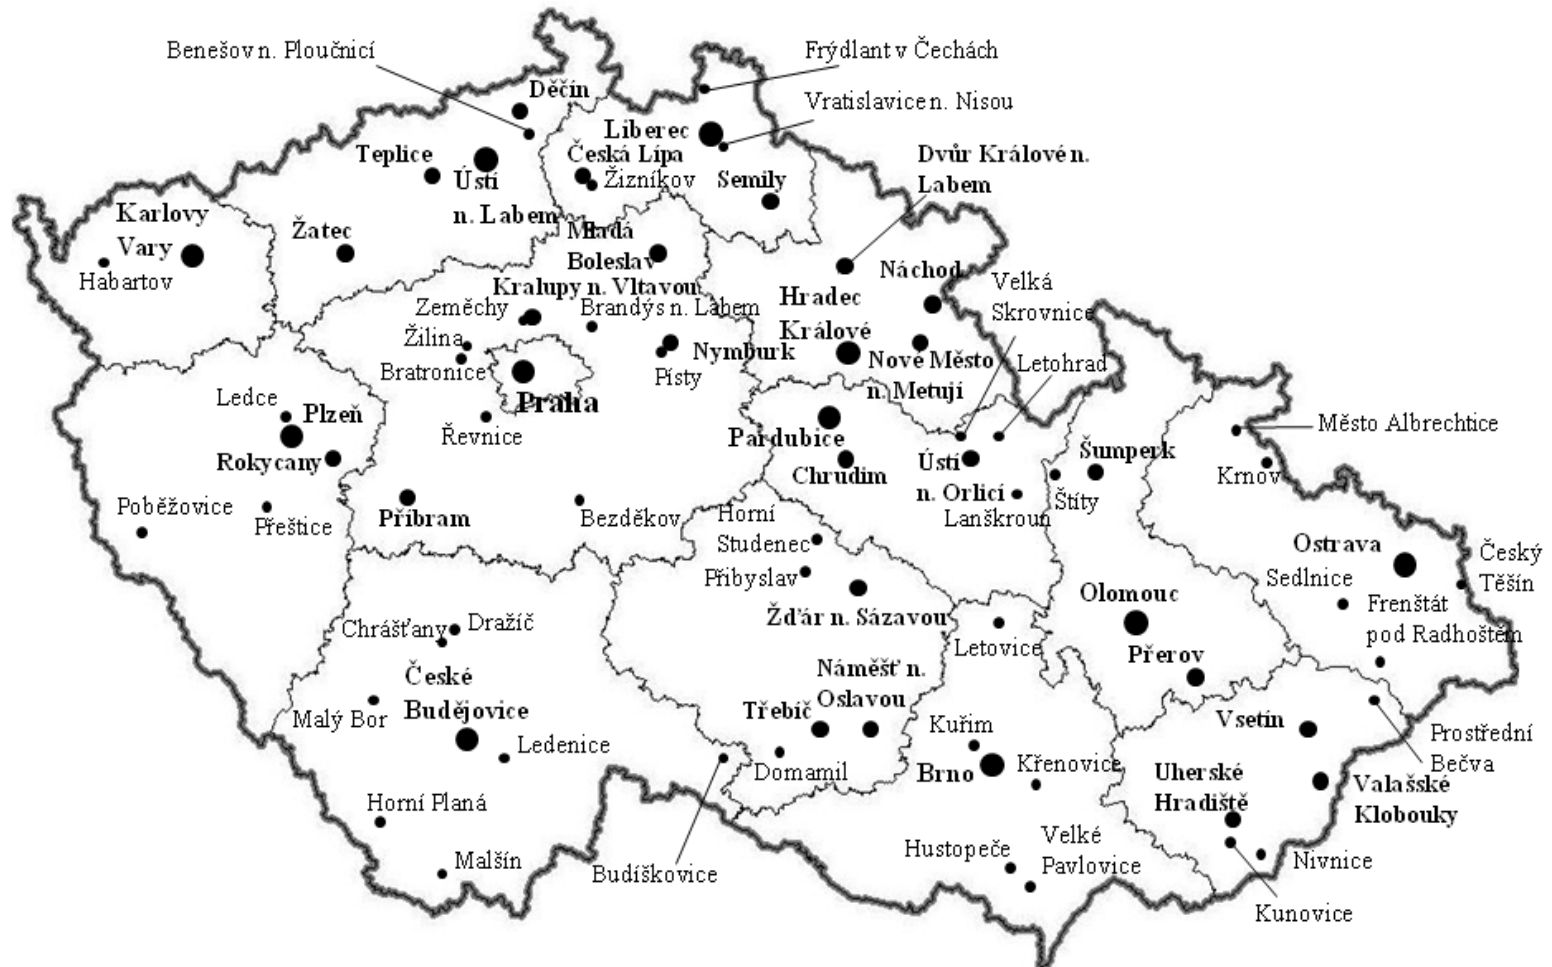 Benešov n. Ploučnicí
Frýdlant v Čechách
Děčín
Vratislavice n. Nisou
Liberec
Teplice
Česká Lípa
Dvůr Králové n.
Labem
Ústí
n. Labem
Žizníkov
Semily
Karlovy
Vary
Žatec
Mladá
Boleslav
Habartov
Náchod
Velká
Skrovnice
Kralupy n. Vltavou
Hradec
Králové
Zeměchy
Brandýs n. Labem
Žilina
Nymburk
Nové Město
n. Metují
Letohrad
Bratronice
Písty
Praha
Ledce
Plzeň
Řevnice
Pardubice
Město Albrechtice
Rokycany
Chrudim
Ústí
n. Orlicí
Šumperk
Krnov
Poběžovice
Přeštice
Příbram
Bezděkov
Horní
Studenec
Lanškroun
Štíty
Přibyslav
Ostrava
Český
Těšín
Sedlnice
Žďár n. Sázavou
Olomouc
Frenštát
pod Radhoštěm
Chrášťany
Dražíč
Letovice
Přerov
České
Budějovice
Náměšť n.
Oslavou
Malý Bor
Třebíč
Vsetín
Prostřední
Bečva
Ledenice
Kuřim
Domamil
Brno
Křenovice
Uherské
Hradiště
Valašské
Klobouky
Horní Planá
Velké
Pavlovice
Hustopeče
Malšín
Budíškovice
Nivnice
Kunovice